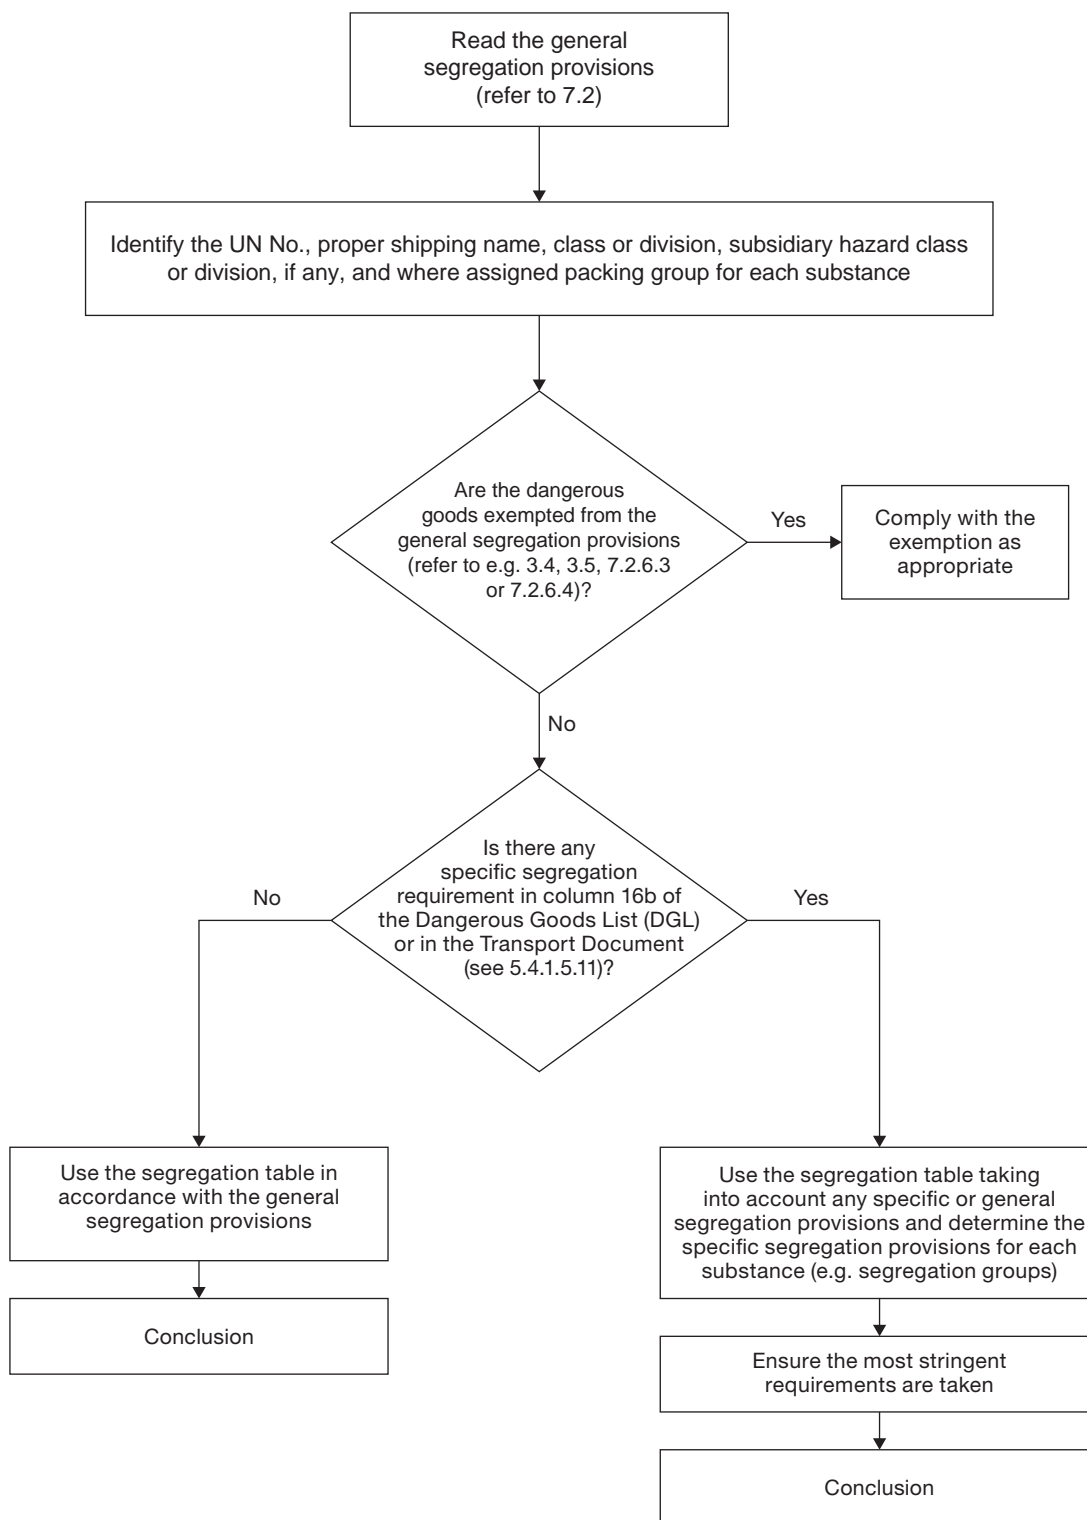 Read the general
segregation provisions
(refer to 7.2)
Identify the UN No., proper shipping name, class or division, subsidiary hazard class
or division, if any, and where assigned packing group for each substance
Are the dangerous
goods exempted from the
general segregation provisions
(refer to e.g. 3.4, 3.5, 7.2.6.3
or 7.2.6.4)?
Yes
Comply with the
exemption as
appropriate
No
Is there any
specific segregation
requirement in column 16b of
the Dangerous Goods List (DGL)
or in the Transport Document
(see 5.4.1.5.11)?
No
Yes
Use the segregation table in
accordance with the general
segregation provisions
Conclusion
Use the segregation table taking
into account any specific or general
segregation provisions and determine the
specific segregation provisions for each
substance (e.g. segregation groups)
Ensure the most stringent
requirements are taken
Conclusion